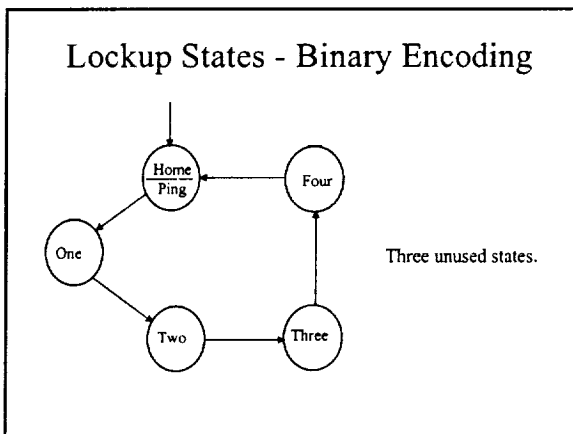 Lockup States - Binary Encoding
Home
Ping
Four
One
Three unused states.
Two
Three